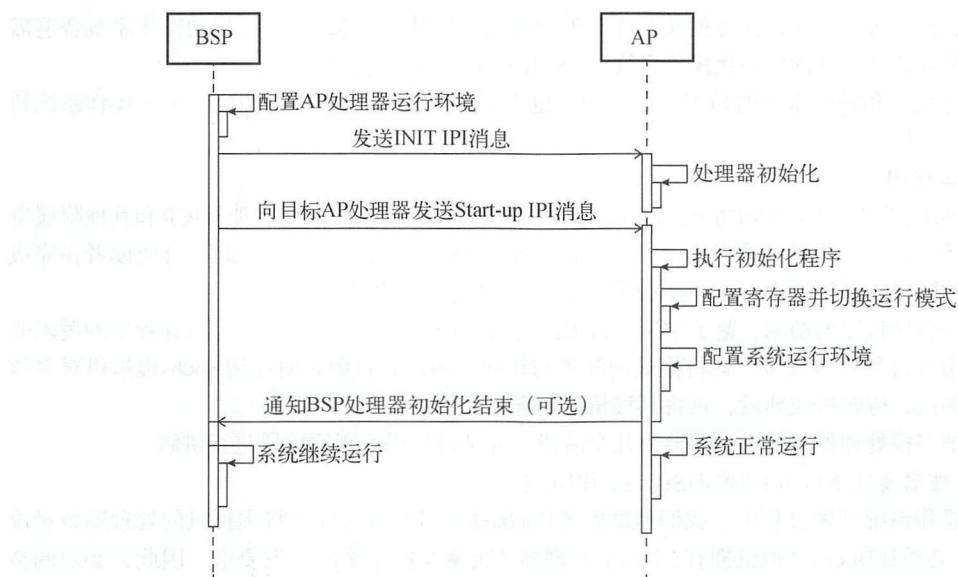 BSP
AP
配置AP处理器运行环境
发送INIT IPI消息
处理器初始化
向目标AP处理器发送Start-up IPI消息
执行初始化程序
配置寄存器并切换运行模式
配置系统运行环境
通知BSP处理器初始化结束（可选）
系统正常运行
系统继续运行